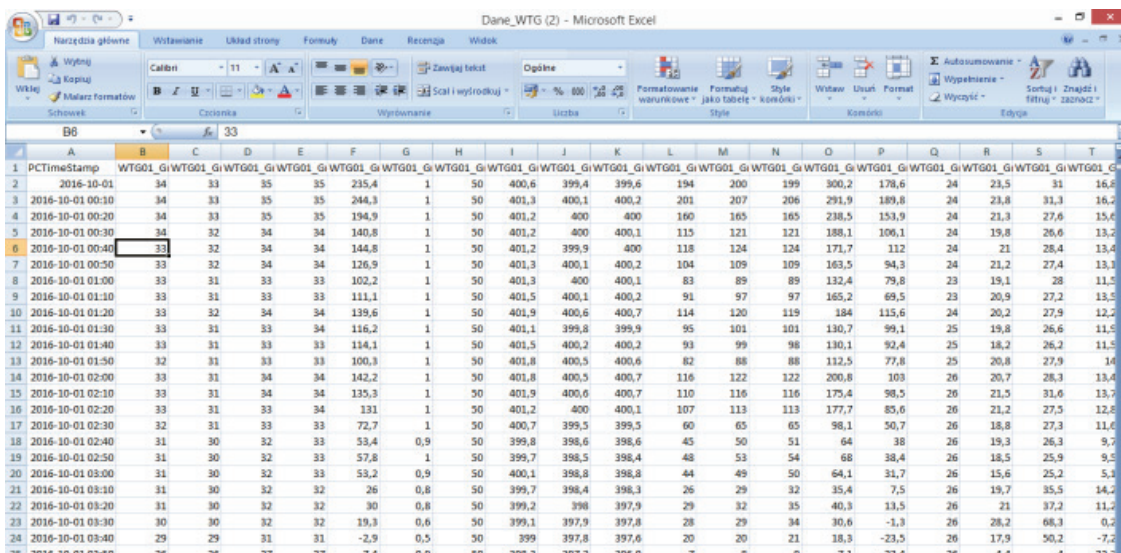 Dane_WTG (2) - Microsoft Excel
Narzędzia główne Wstawianie Układ strony Formuły Dane Recenzja Widok
Wklej Wytnij Kopiuj Malarz formatów
Calibri 11 Zawijaj tekst Ogólne
B I U Scal i wyśrodkuj % 000
Formatowanie warunkowe Formatuj jako tabelę Style komórki Wstaw Usuń Format
Σ Autosumowanie Wypełnienie Wyczyść Sortuj i filtruj Znajdź i zaznacz
Schowek Czcionka Wyrównanie Liczba Style Komórki Edycja
B6 fx 33
A B C D E F G H I J K L M N O P Q R S T
1 PCTimeStamp WTG01_G WTG01_G WTG01_G WTG01_G WTG01_G WTG01_G WTG01_G WTG01_G WTG01_G WTG01_G WTG01_G WTG01_G WTG01_G WTG01_G WTG01_G WTG01_G WTG01_G WTG01_G WTG01_G
2 2016-10-01 34 33 35 35 235,4 1 50 400,6 399,4 399,6 194 200 199 300,2 178,6 24 23,5 31 16,8
3 2016-10-01 00:10 34 33 35 35 244,3 1 50 401,3 400,1 400,2 201 207 206 291,9 189,8 24 23,8 31,3 16,2
4 2016-10-01 00:20 34 33 35 35 194,9 1 50 401,2 400 400 160 165 165 238,5 153,9 24 21,3 27,6 15,6
5 2016-10-01 00:30 34 32 34 34 140,8 1 50 401,2 400 400,1 115 121 121 188,1 106,1 24 19,8 26,6 13,2
6 2016-10-01 00:40 33 32 34 34 144,8 1 50 401,2 399,9 400 118 124 124 171,7 112 24 21 28,4 13,4
7 2016-10-01 00:50 33 32 34 34 126,9 1 50 401,3 400,1 400,2 104 109 109 163,5 94,3 24 21,2 27,4 13,1
8 2016-10-01 01:00 33 31 33 33 102,2 1 50 401,3 400 400,1 83 89 89 132,4 79,8 23 19,1 28 11,5
9 2016-10-01 01:10 33 31 33 33 111,1 1 50 401,5 400,1 400,2 91 97 97 165,2 69,5 23 20,9 27,2 13,5
10 2016-10-01 01:20 33 32 34 34 139,6 1 50 401,9 400,6 400,7 114 120 119 184 115,6 24 20,2 27,9 12,2
11 2016-10-01 01:30 33 31 33 34 116,2 1 50 401,1 399,8 399,9 95 101 101 130,7 99,1 25 19,8 26,6 11,9
12 2016-10-01 01:40 33 31 33 33 114,1 1 50 401,5 400,2 400,2 93 99 98 130,1 92,4 25 18,2 26,2 11,5
13 2016-10-01 01:50 32 31 33 33 100,3 1 50 401,8 400,5 400,6 82 88 88 112,5 77,8 25 20,8 27,9 14
14 2016-10-01 02:00 33 31 34 34 142,2 1 50 401,8 400,5 400,7 116 122 122 200,8 103 26 20,7 28,3 13,4
15 2016-10-01 02:10 33 31 34 34 135,3 1 50 401,9 400,6 400,7 110 116 116 175,4 98,5 26 21,5 31,6 13,7
16 2016-10-01 02:20 33 31 33 34 131 1 50 401,2 400 400,1 107 113 113 177,7 85,6 26 21,2 27,5 12,8
17 2016-10-01 02:30 32 31 33 33 72,7 1 50 400,7 399,5 399,5 60 65 65 98,1 50,7 26 18,8 27,3 11,6
18 2016-10-01 02:40 31 30 32 33 53,4 0,9 50 399,8 398,6 398,6 45 50 51 64 38 26 19,3 26,3 9,7
19 2016-10-01 02:50 31 30 32 33 57,8 1 50 399,7 398,5 398,4 48 53 54 68 38,4 26 18,5 25,9 9,5
20 2016-10-01 03:00 31 30 32 33 53,2 0,9 50 400,1 398,8 398,8 44 49 50 64,1 31,7 26 15,6 25,2 5,1
21 2016-10-01 03:10 31 30 32 32 26 0,8 50 399,7 398,4 398,3 26 29 32 35,4 7,5 26 19,7 35,5 14,2
22 2016-10-01 03:20 31 30 32 32 30 0,8 50 399,2 398 397,9 29 32 35 40,3 13,5 26 21 37,2 11,2
23 2016-10-01 03:30 30 30 32 32 19,3 0,6 50 399,1 397,9 397,8 28 29 34 30,6 -1,3 26 28,2 68,3 0,2
24 2016-10-01 03:40 29 29 31 31 -2,9 0,5 50 399 397,8 397,6 20 20 21 18,3 -23,5 26 17,9 50,2 -7,2